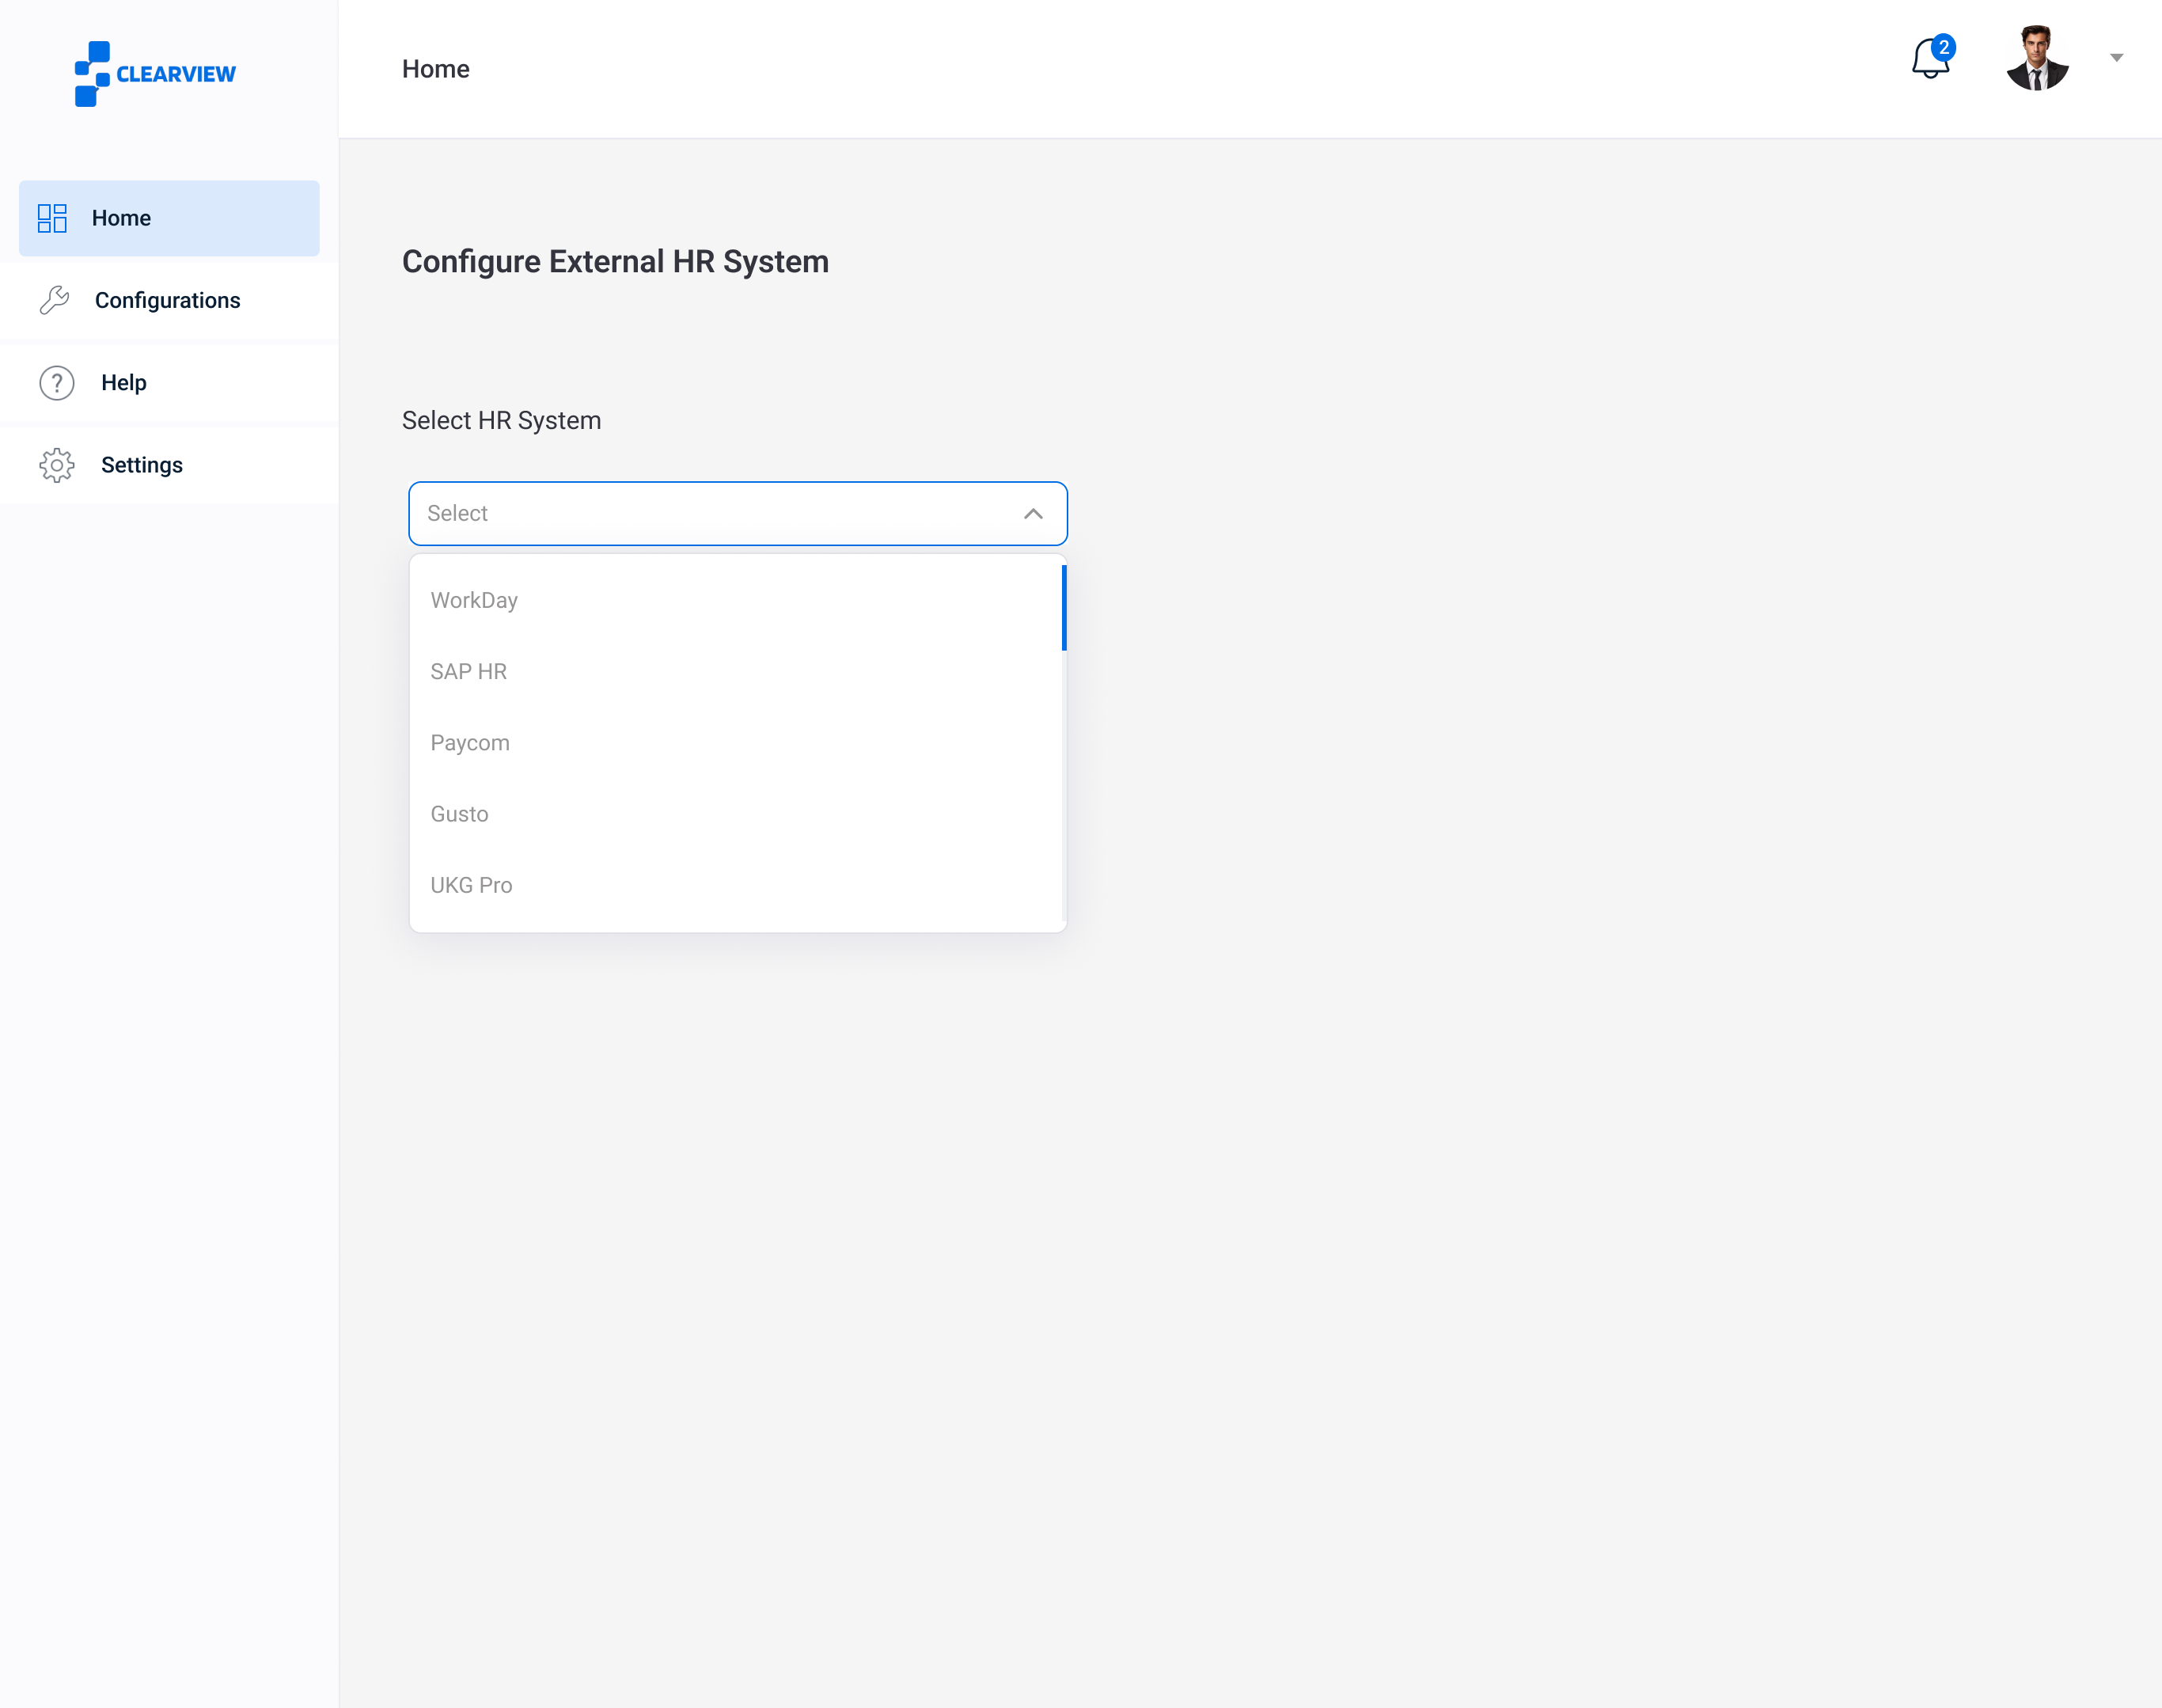 CLEARVIEW
Home
2
Home
Configurations
Help
Settings
Configure External HR System
Select HR System
Select
WorkDay
SAP HR
Paycom
Gusto
UKG Pro